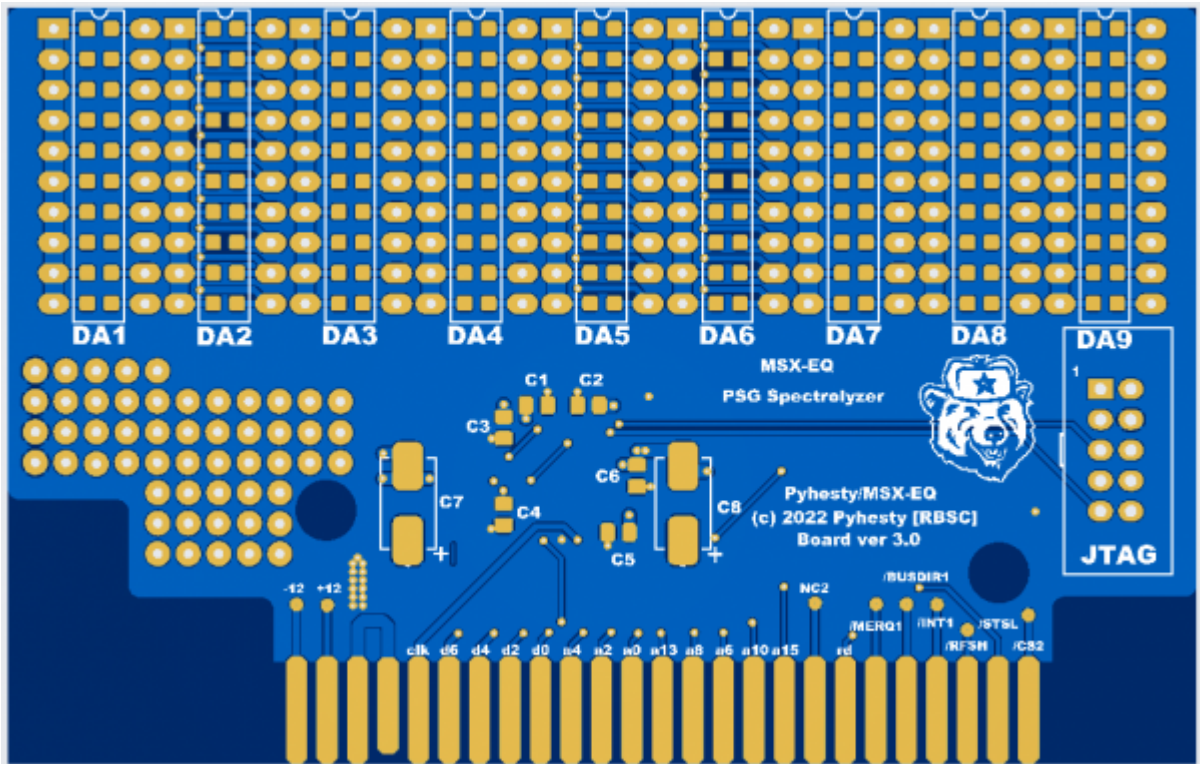 DA1 DA2 DA3 DA4 DA5 DA6 DA7 DA8 DA9
MSX-EQ
PSG Spectrolyzer
1
C1 C2
C3
C6
C7 C4 C8
C5
Pyhesty/MSX-EQ
(c) 2022 Pyhesty [RBSC]
Board ver 3.0
+ +
JTAG
-12 +12 NC2 /BUSDIR1
/MERQ1 /INT1 /STSL
/RFSH /CS2
clk d6 d4 d2 d0 a4 a2 a0 a13 a8 a6 a10 a15 rd